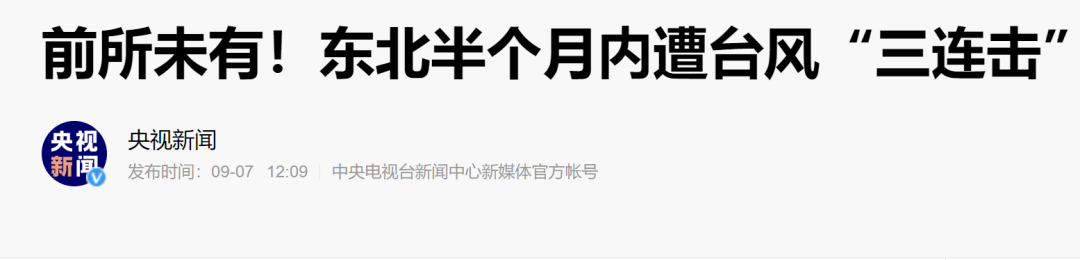 前所未有！东北半个月内遭台风“三连击”
央视新闻
央视
新闻
发布时间：09-07 12:09 中央电视台新闻中心新媒体官方帐号